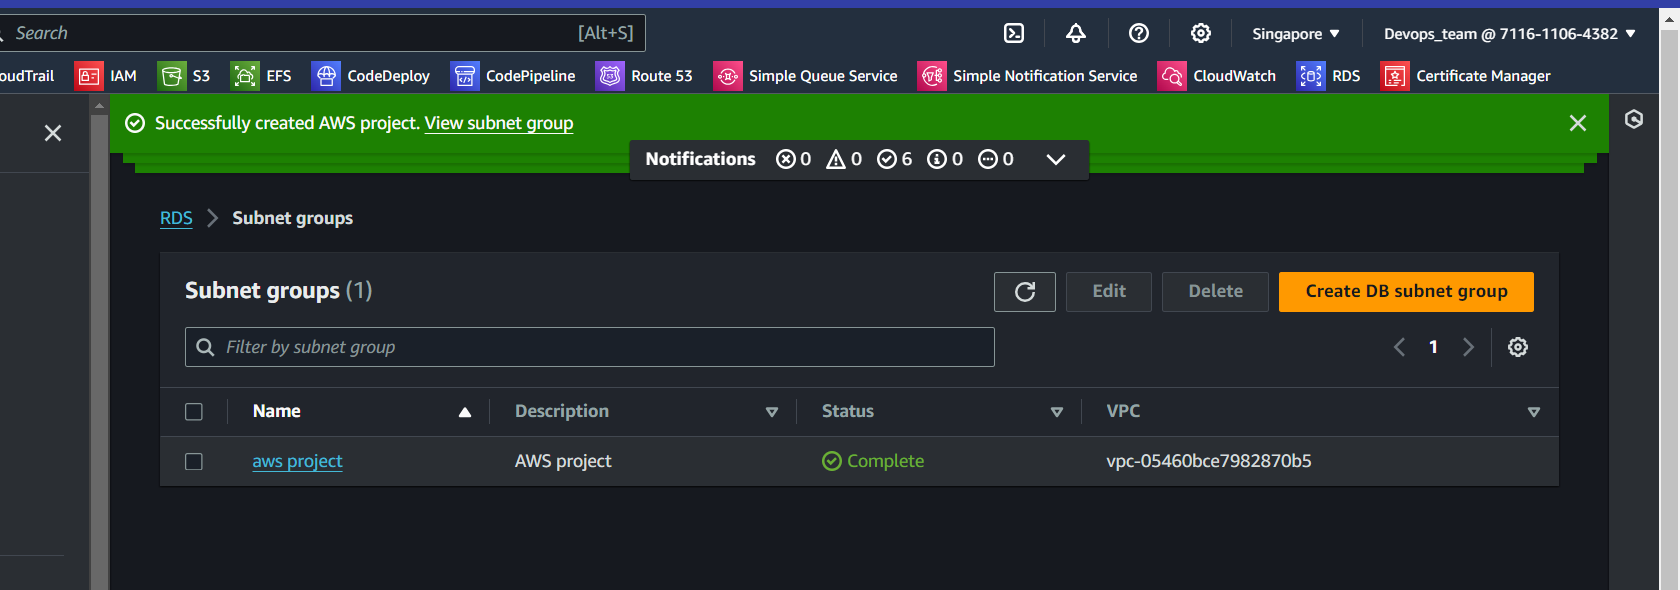 Search [Alt+S] Singapore Devops_team @ 7116-1106-4382
oudTrail IAM S3 EFS CodeDeploy CodePipeline Route 53 Simple Queue Service Simple Notification Service CloudWatch RDS Certificate Manager
Successfully created AWS project. View subnet group
Notifications 0 0 6 0 0
RDS Subnet groups
Subnet groups (1) Edit Delete Create DB subnet group
Filter by subnet group 1
Name Description Status VPC
aws project AWS project Complete vpc-05460bce7982870b5